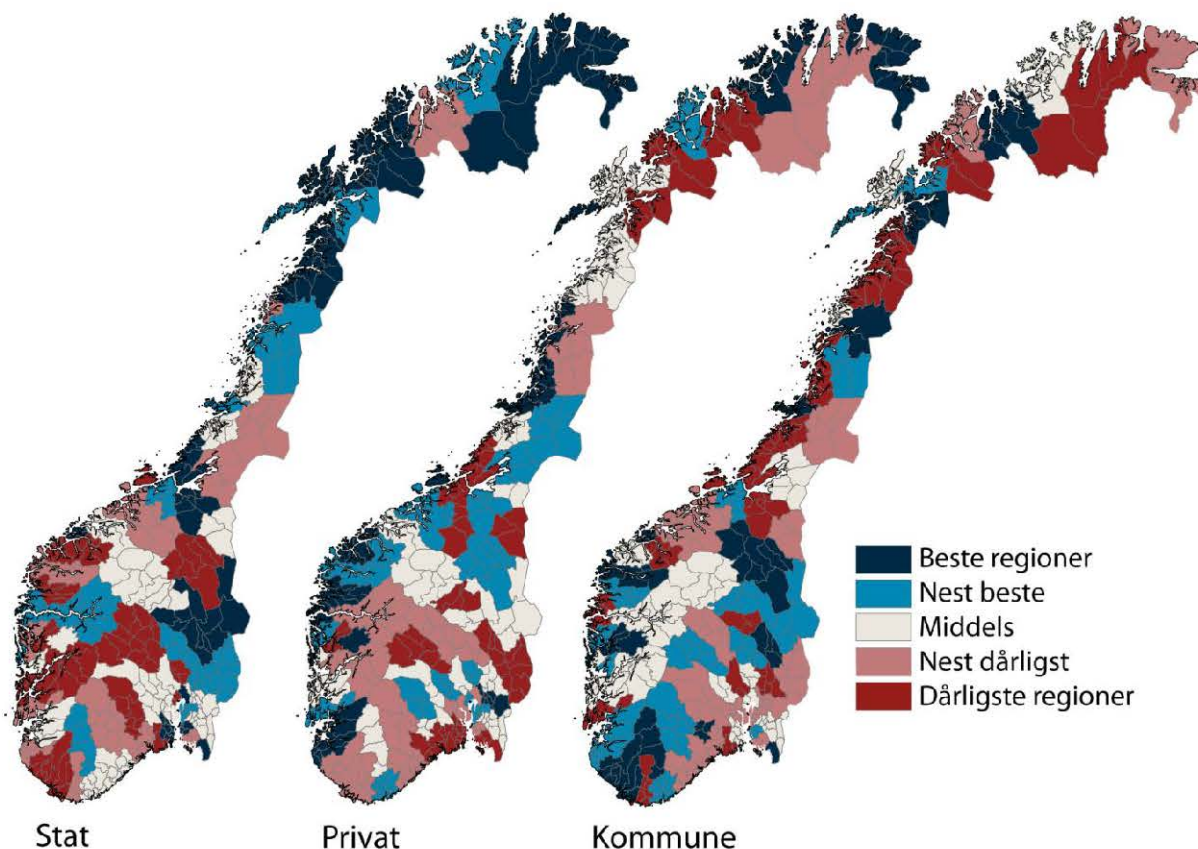 Beste regioner
Nest beste
Middels
Nest dårligst
Dårligste regioner
Stat
Privat
Kommune